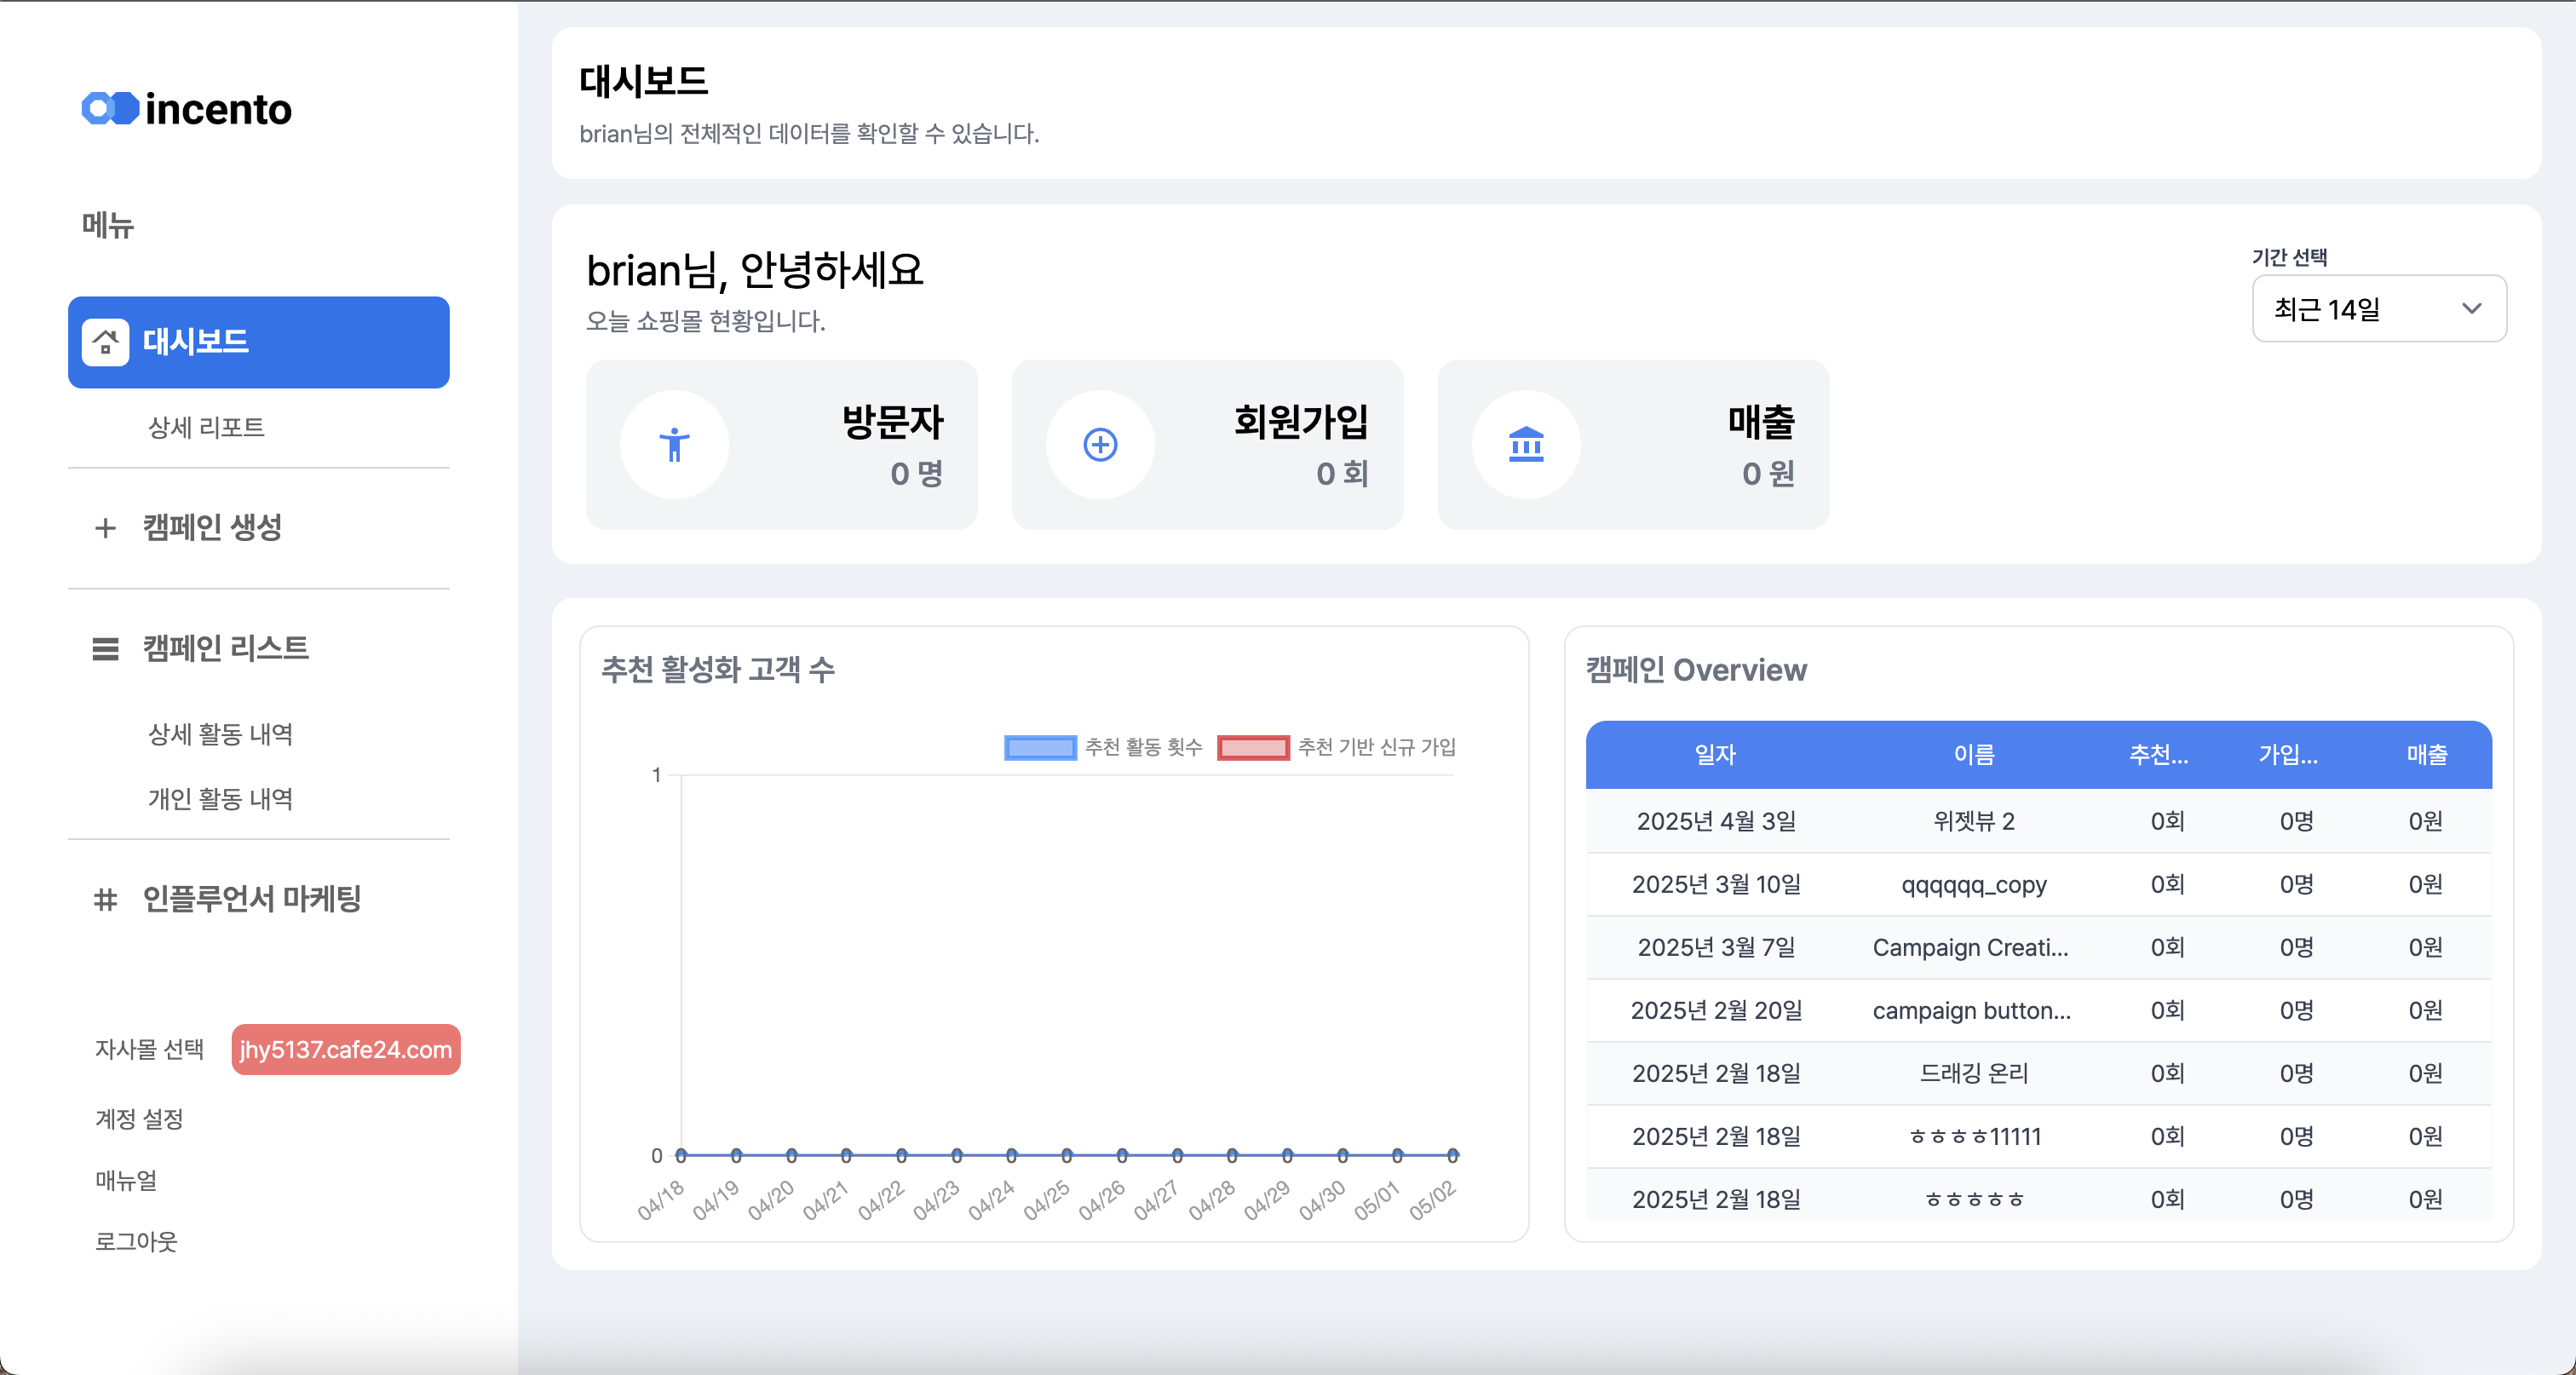 incento
메뉴
대시보드
상세 리포트
캠페인 생성
캠페인 리스트
상세 활동 내역
개인 활동 내역
인플루언서 마케팅
자사몰 선택 jhy5137.cafe24.com
계정 설정
매뉴얼
로그아웃
대시보드
brian님의 전체적인 데이터를 확인할 수 있습니다.
brian님, 안녕하세요
오늘 쇼핑몰 현황입니다.
기간 선택
최근 14일
방문자
0 명
회원가입
0 회
매출
0 원
추천 활성화 고객 수
추천 활동 횟수 추천 기반 신규 가입
1
0 0 0 0 0 0 0 0 0 0 0 0 0 0 0 0
04/18 04/19 04/20 04/21 04/22 04/23 04/24 04/25 04/26 04/27 04/28 04/29 04/30 05/01 05/02
캠페인 Overview
일자 이름 추천... 가입... 매출
2025년 4월 3일 위젯뷰 2 0회 0명 0원
2025년 3월 10일 qqqqqq_copy 0회 0명 0원
2025년 3월 7일 Campaign Creati... 0회 0명 0원
2025년 2월 20일 campaign button... 0회 0명 0원
2025년 2월 18일 드래깅 온리 0회 0명 0원
2025년 2월 18일 ㅎㅎㅎㅎ11111 0회 0명 0원
2025년 2월 18일 ㅎㅎㅎㅎㅎ 0회 0명 0원